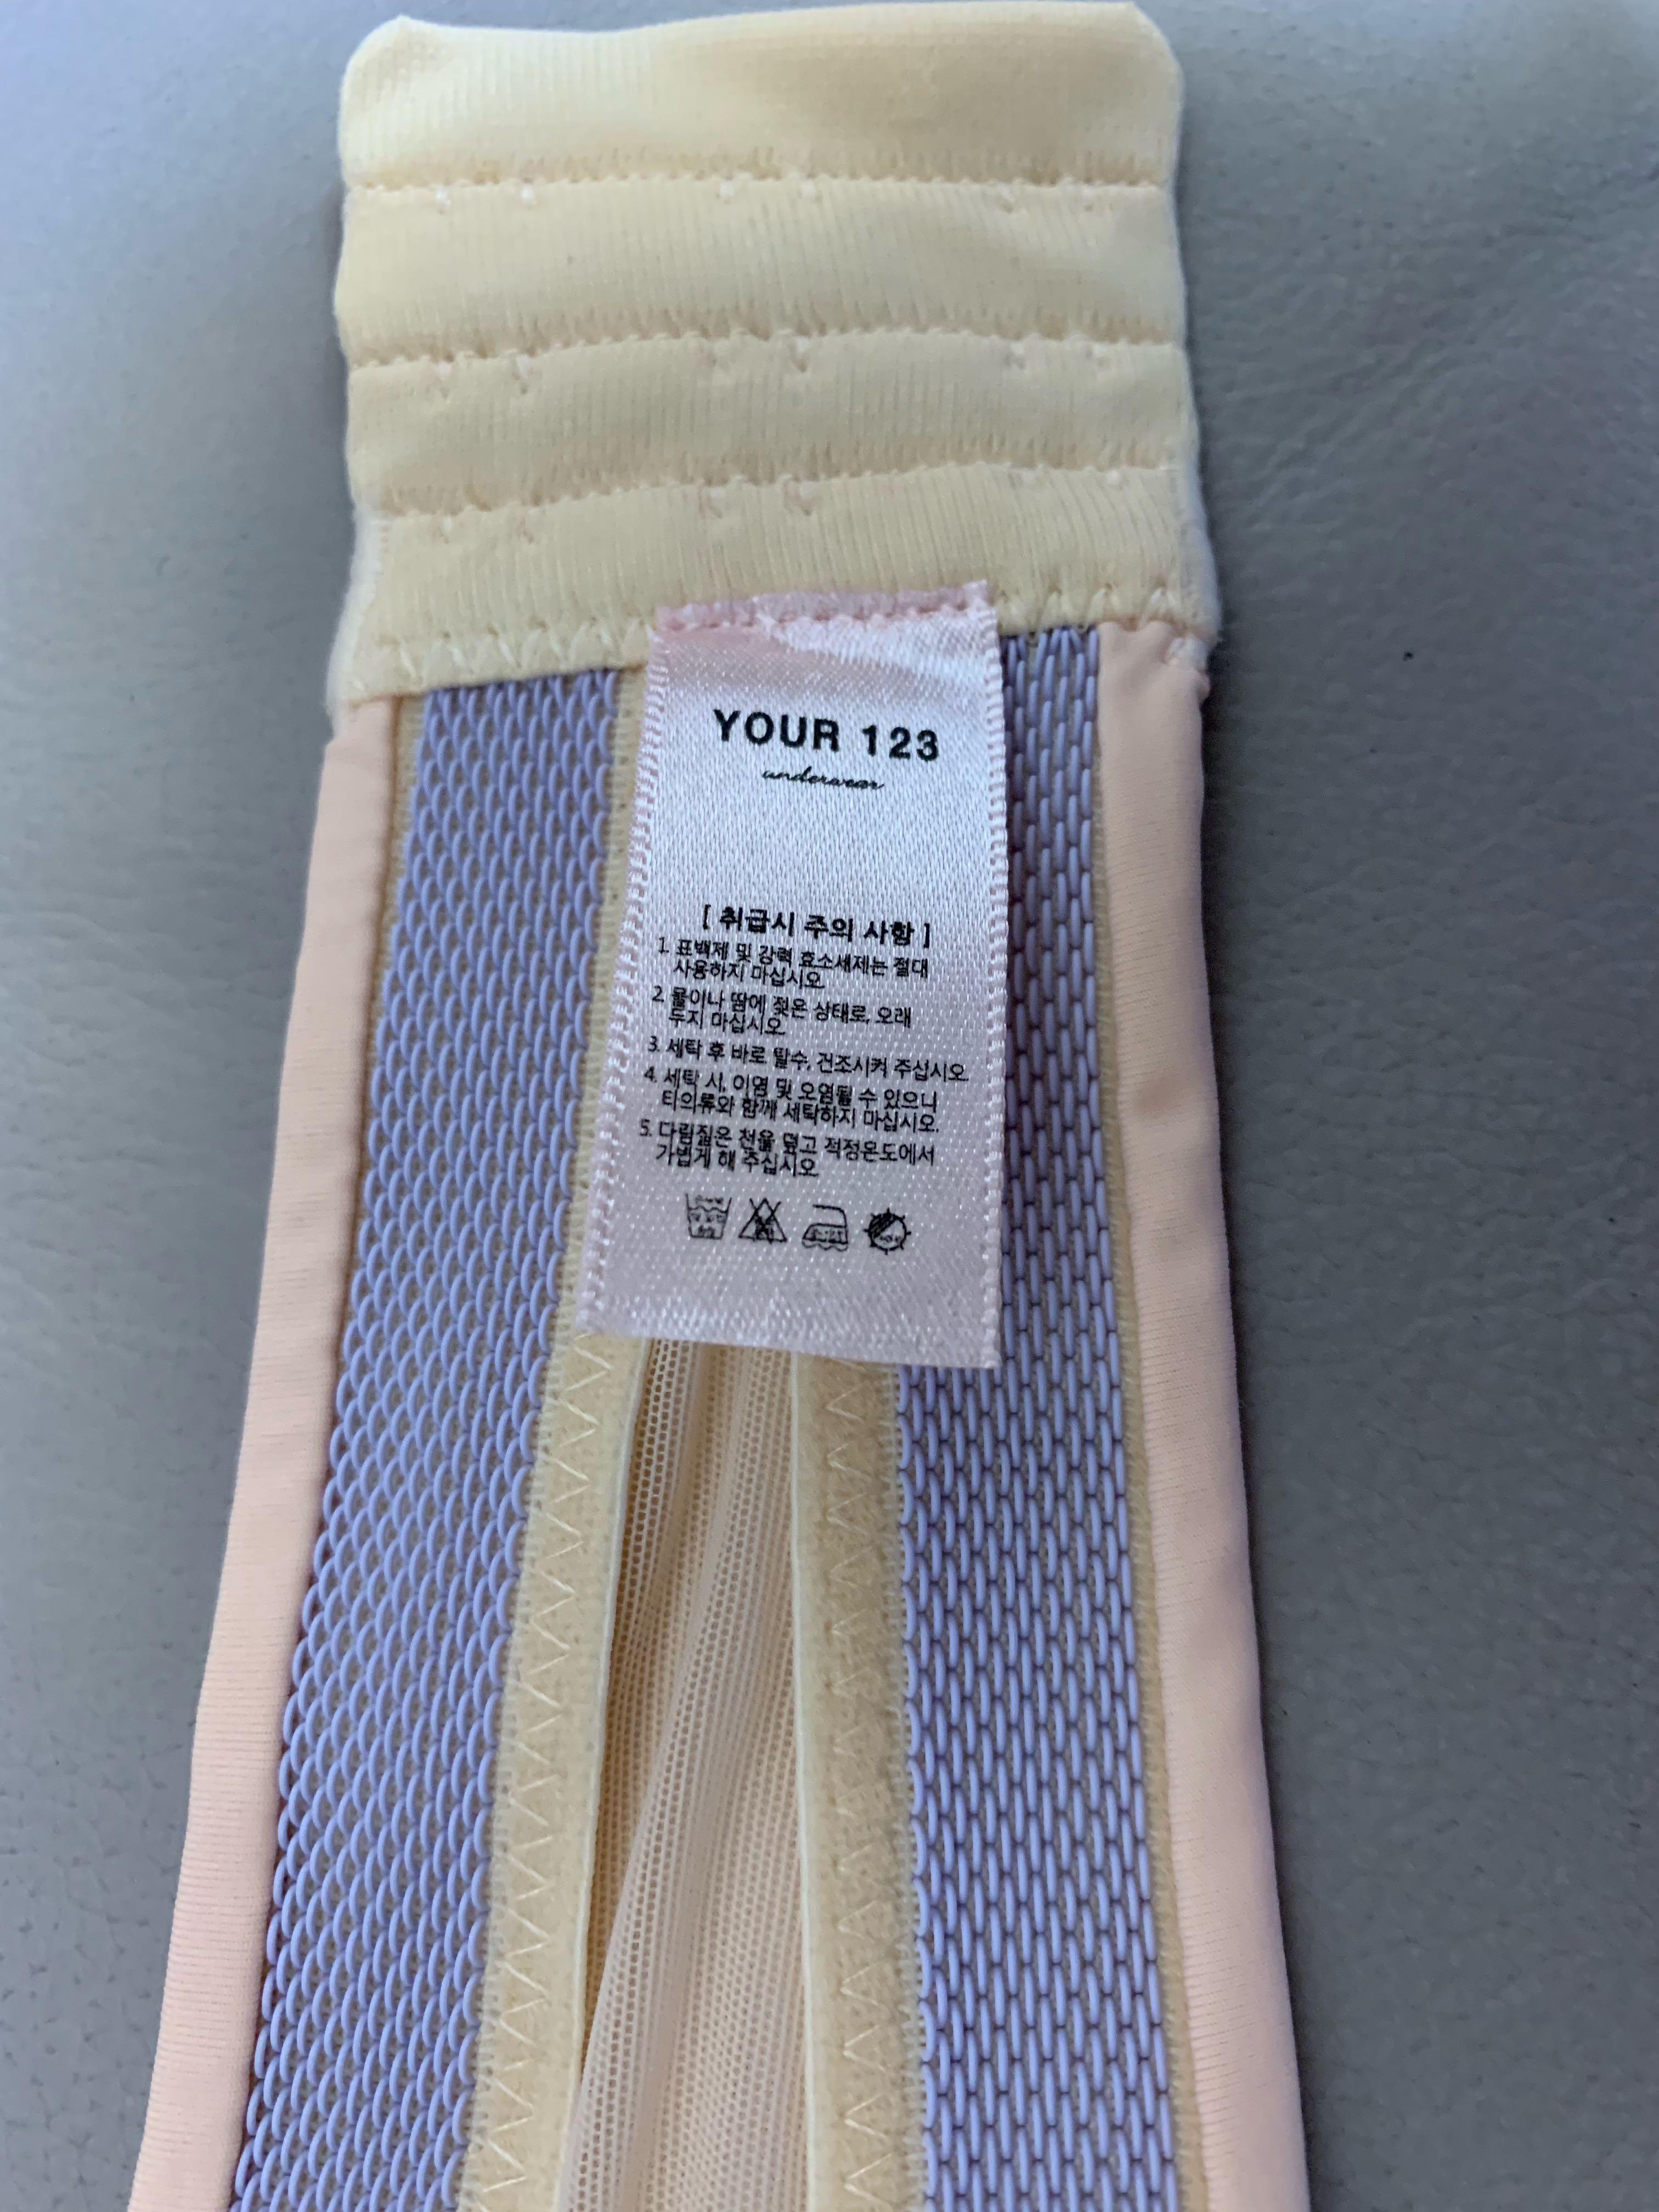 YOUR 123
underwear
[ 취급시 주의 사항 ]
1. 표백제 및 강력 효소세제는 절대
사용하지 마십시오.
2. 물이나 땀에 젖은 상태로, 오래
두지 마십시오.
3. 세탁 후 바로 탈수, 건조시켜 주십시오.
4. 세탁 시, 이염 및 오염될 수 있으니
타의류와 함께 세탁하지 마십시오.
5. 다림질은 천을 덮고 적정온도에서
가볍게 해 주십시오.